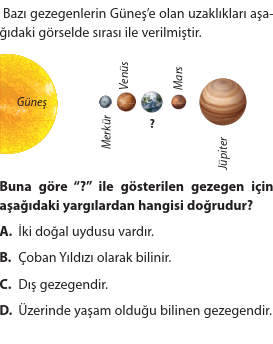 Bazı gezegenlerin Güneş’e olan uzaklıkları aşa-
ğıdaki görselde sırası ile verilmiştir.
Güneş
Merkür
Venüs
?
Mars
Jüpiter
Buna göre “?” ile gösterilen gezegen için
aşağıdaki yargılardan hangisi doğrudur?
A. İki doğal uydusu vardır.
B. Çoban Yıldızı olarak bilinir.
C. Dış gezegendir.
D. Üzerinde yaşam olduğu bilinen gezegendir.